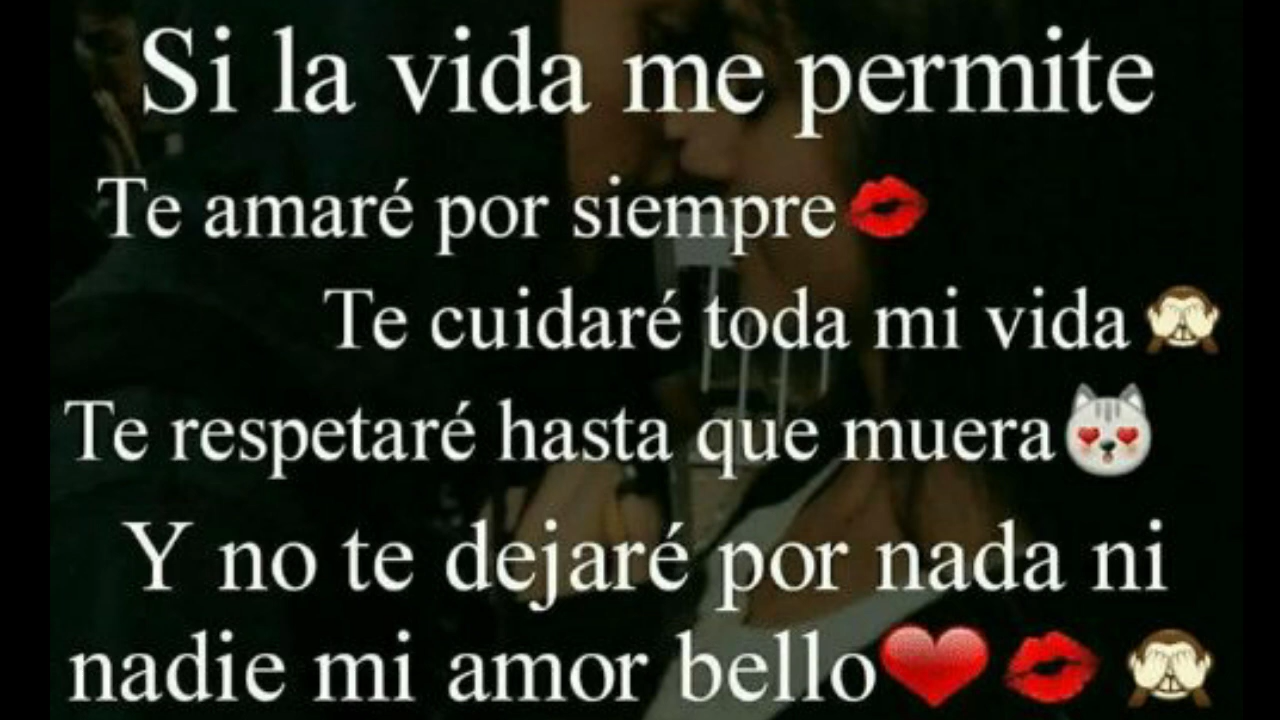 Si la vida me permite
Te amaré por siempre💋
Te cuidaré toda mi vida🙈
Te respetaré hasta que muera😻
Y no te dejaré por nada ni
nadie mi amor bello❤💋🙈